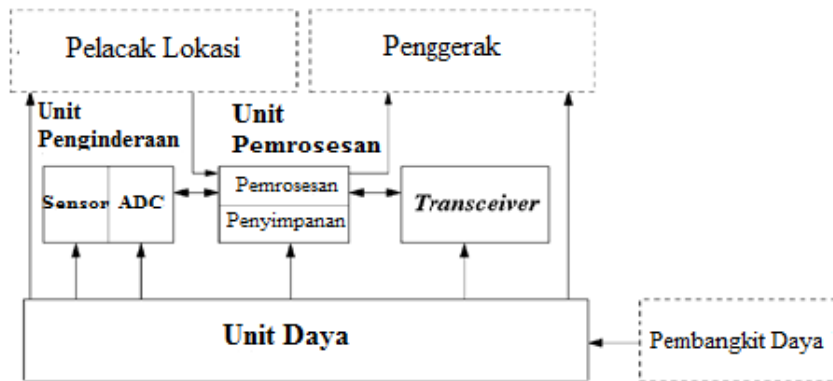 Pelacak Lokasi
Penggerak
Unit
Penginderaan
Unit
Pemrosesan
Sensor
ADC
Pemrosesan
Penyimpanan
Transceiver
Unit Daya
Pembangkit Daya